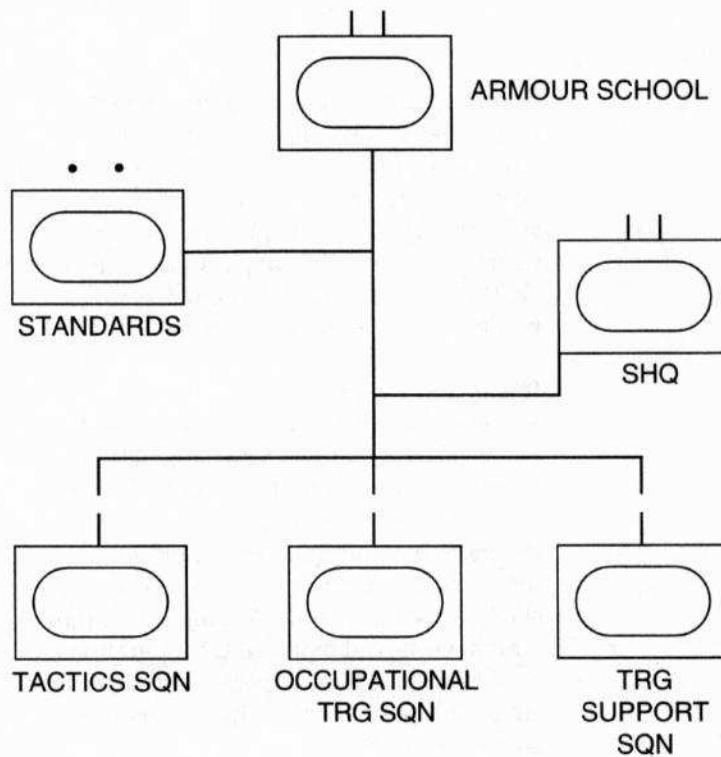 ARMOUR SCHOOL
STANDARDS
SHQ
TACTICS SQN
OCCUPATIONAL
TRG SQN
TRG
SUPPORT
SQN